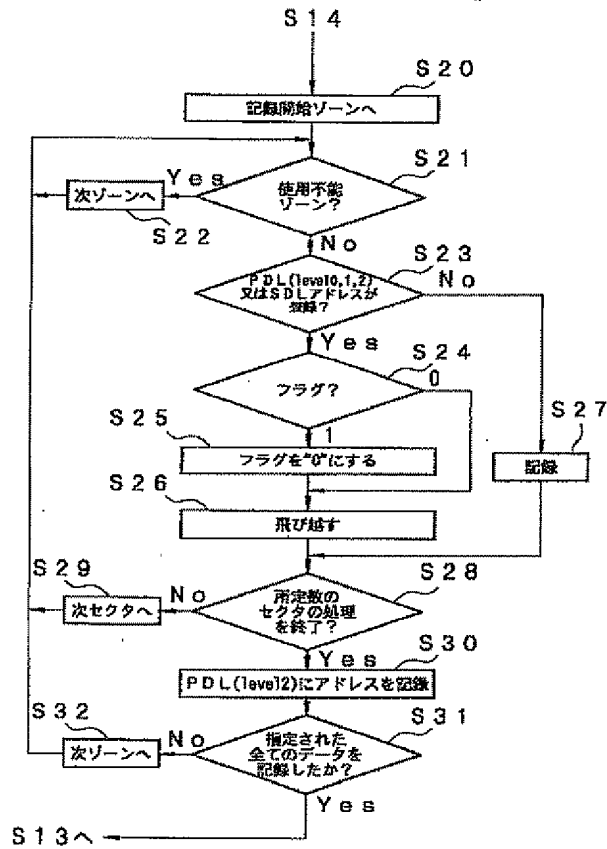 S14
S20
記録開始ゾーンへ
S21
Yes
使用不能
ゾーン?
次ゾーンへ
S22
No
S23
PDL(level0,1,2)
又はSDLアドレスが
No
Yes
S24
フラグ?
0
S25
1
S27
フラグを"0"にする
記録
S26
飛び越す
S29
S28
No
所定数の
セクタの処理
を終了?
次セクタへ
Yes
S30
PDL(level2)にアドレスを記録
S32
S31
No
指定された
全てのデータを
記録したか?
次ゾーンへ
Yes
S13へ